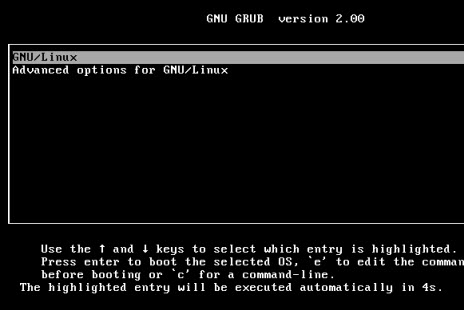 GNU GRUB  version 2.00
GNU/Linux
Advanced options for GNU/Linux
Use the ↑ and ↓ keys to select which entry is highlighted.
Press enter to boot the selected OS, `e' to edit the comman
before booting or `c' for a command-line.
The highlighted entry will be executed automatically in 4s.